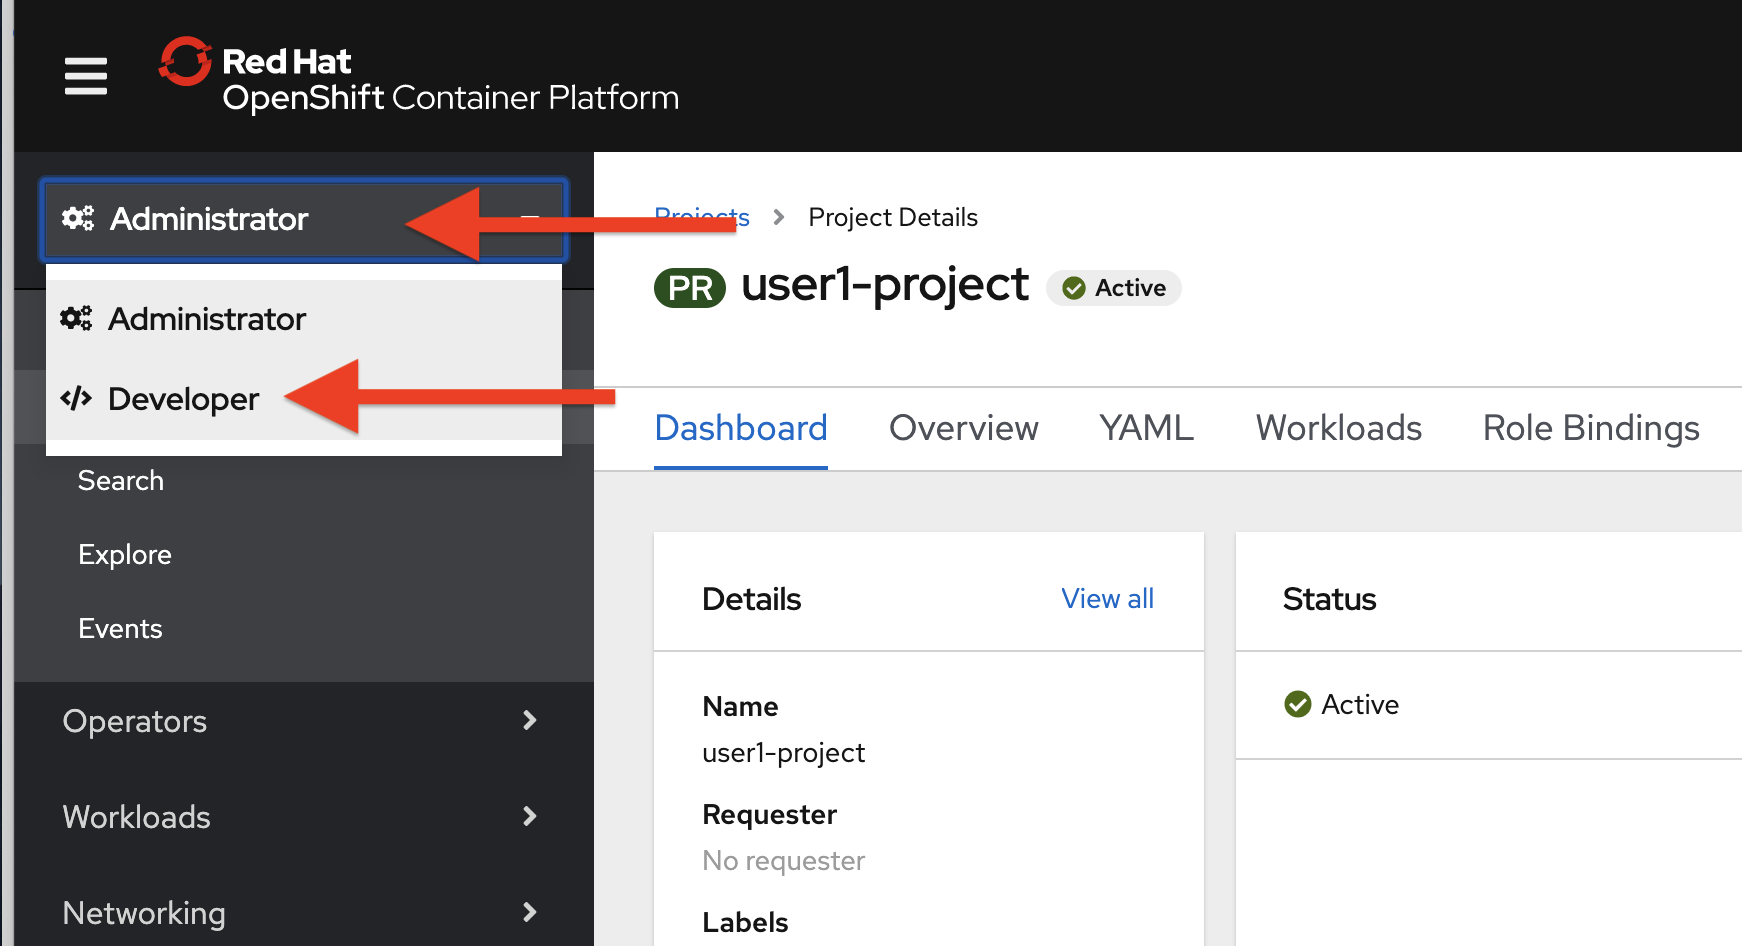 Red Hat
OpenShift Container Platform
Administrator
Administrator
Developer
Search
Explore
Events
Operators
Workloads
Networking
Projects > Project Details
PR user1-project Active
Dashboard Overview YAML Workloads Role Bindings
Details View all
Name
user1-project
Requester
No requester
Labels
Status
Active